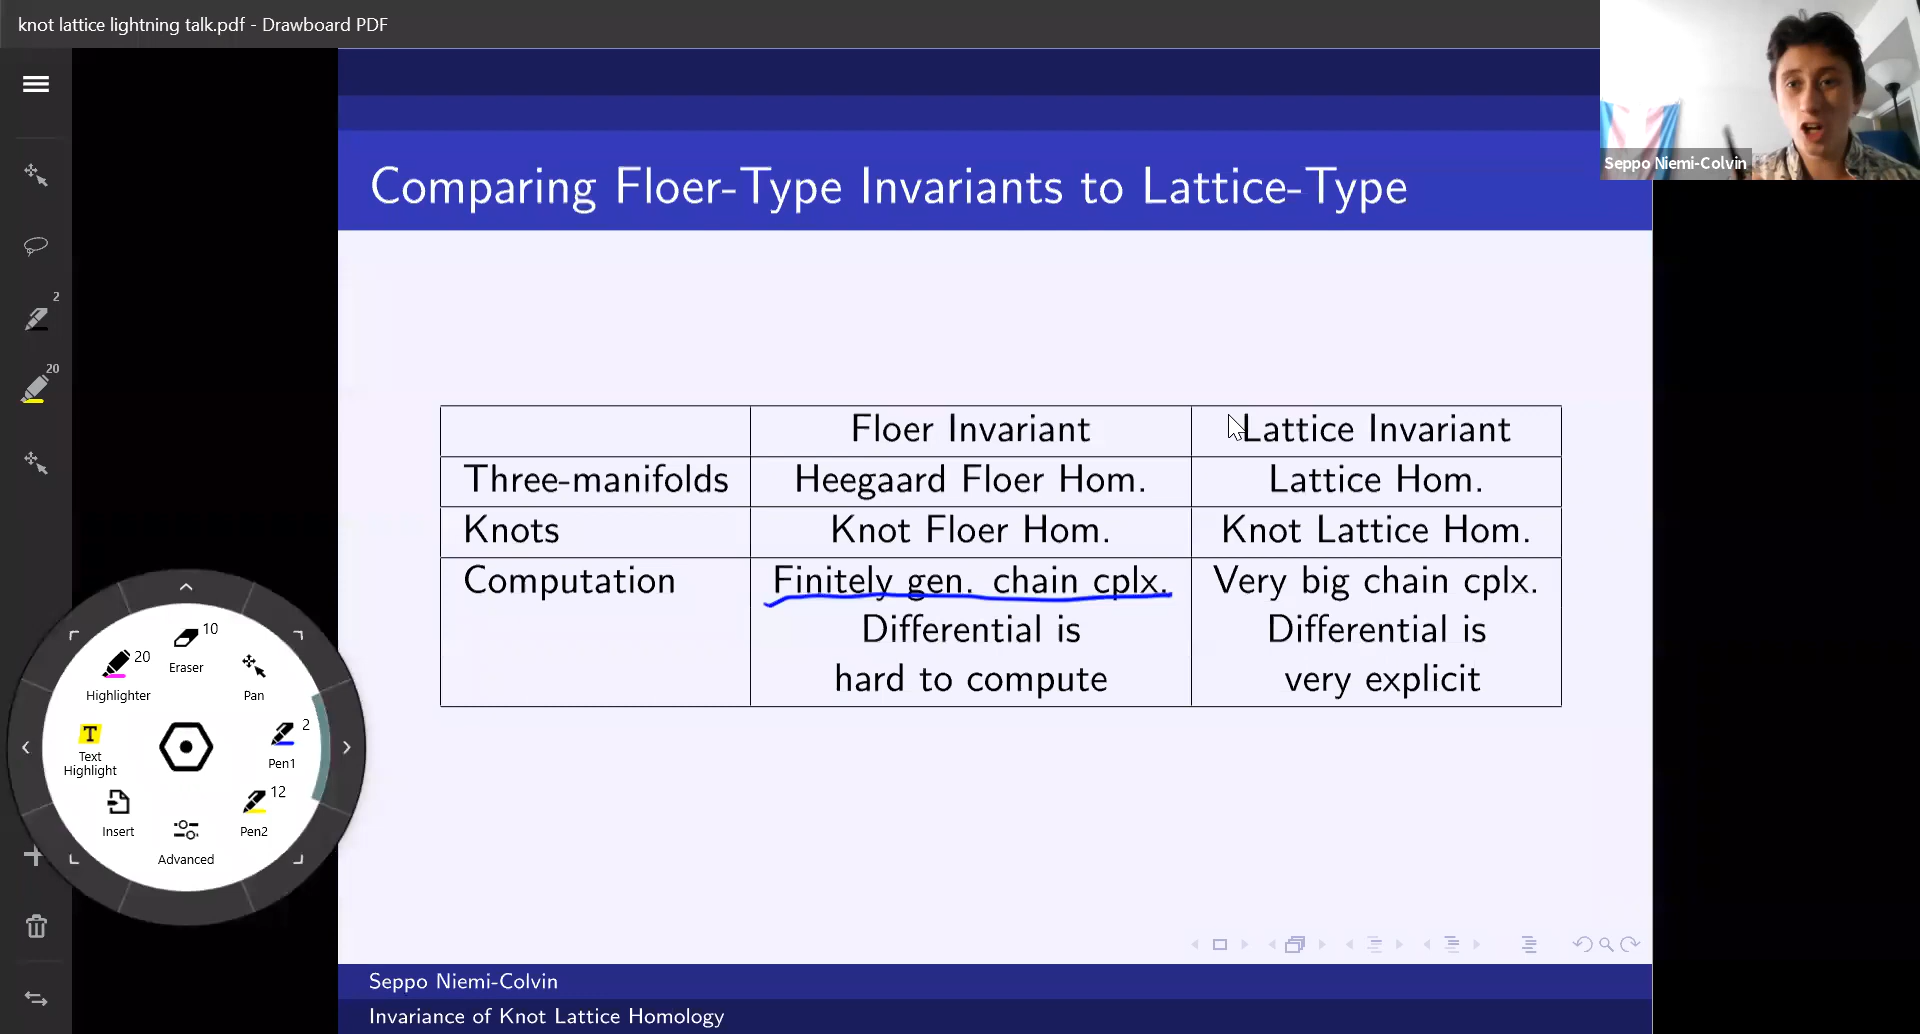 knot lattice lightning talk.pdf - Drawboard PDF
Seppo Niemi-Colvin
Comparing Floer-Type Invariants to Lattice-Type
Floer Invariant
Lattice Invariant
Three-manifolds
Heegaard Floer Hom.
Lattice Hom.
Knots
Knot Floer Hom.
Knot Lattice Hom.
Computation
Finitely gen. chain cplx.
Very big chain cplx.
Differential is
Differential is
hard to compute
very explicit
2
20
10
Eraser
20
Highlighter
Pan
T
Text
Highlight
2
Pen1
Insert
12
Pen2
Advanced
Seppo Niemi-Colvin
Invariance of Knot Lattice Homology